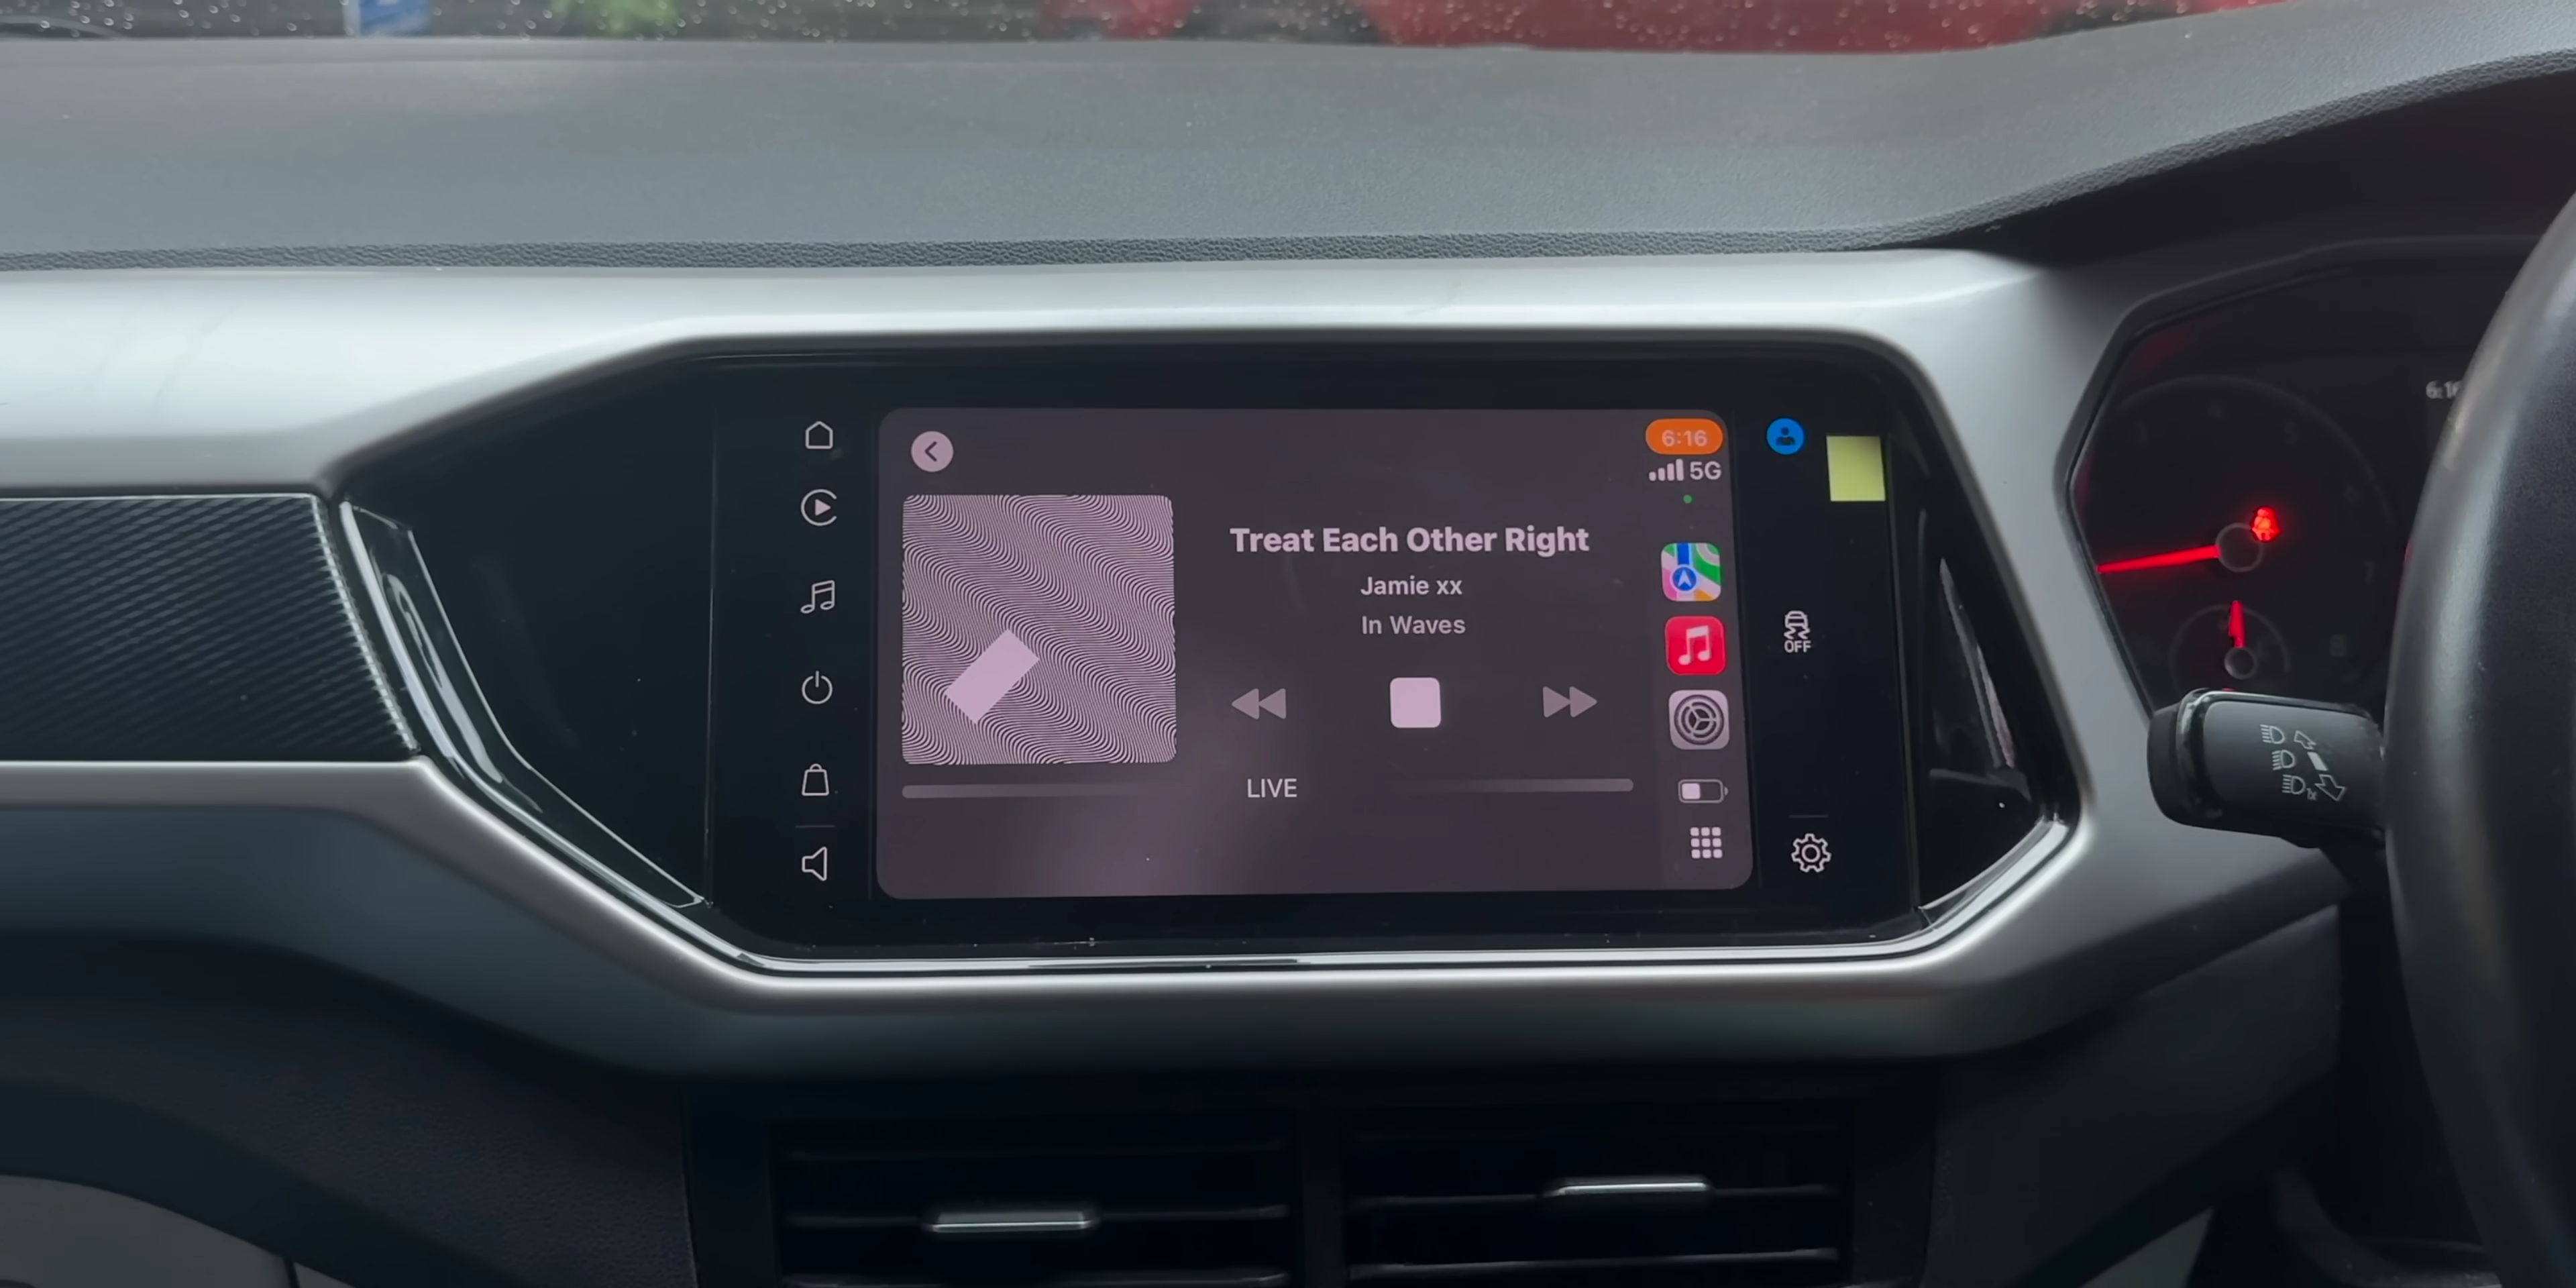 6:16
5G
Treat Each Other Right
Jamie xx
In Waves
LIVE
OFF